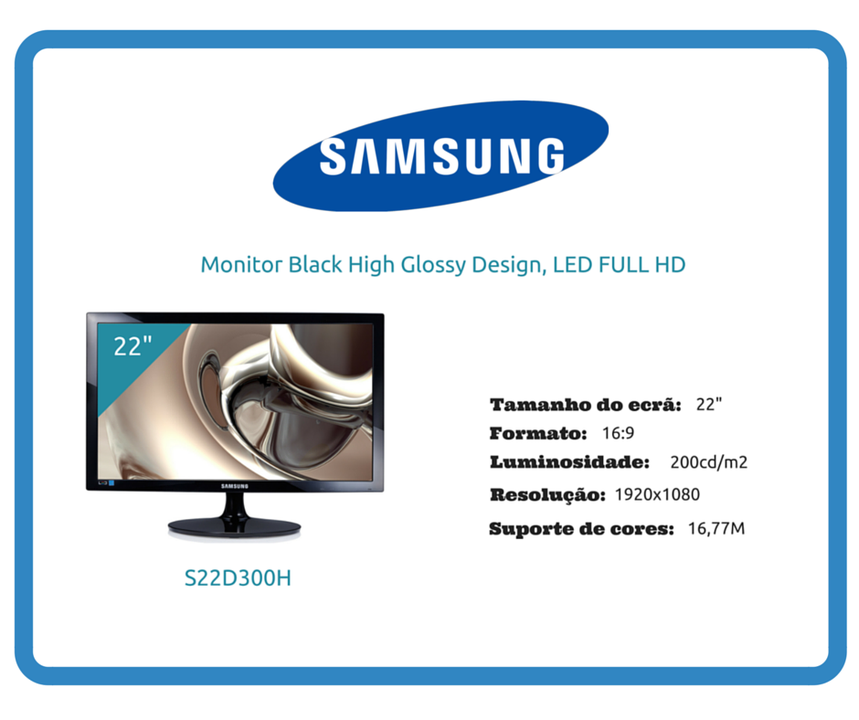 SAMSUNG
Monitor Black High Glossy Design, LED FULL HD
22"
SAMSUNG
S22D300H
Tamanho do ecrã: 22"
Formato: 16:9
Luminosidade: 200cd/m2
Resolução: 1920x1080
Suporte de cores: 16,77M